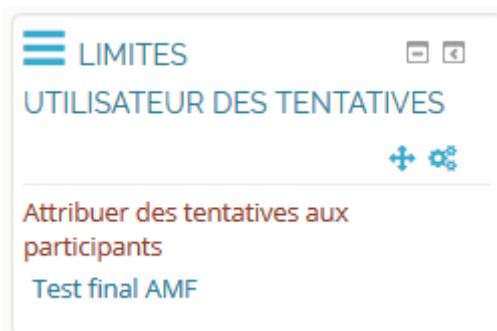 LIMITES
UTILISATEUR DES TENTATIVES
Attribuer des tentatives aux
participants
Test final AMF